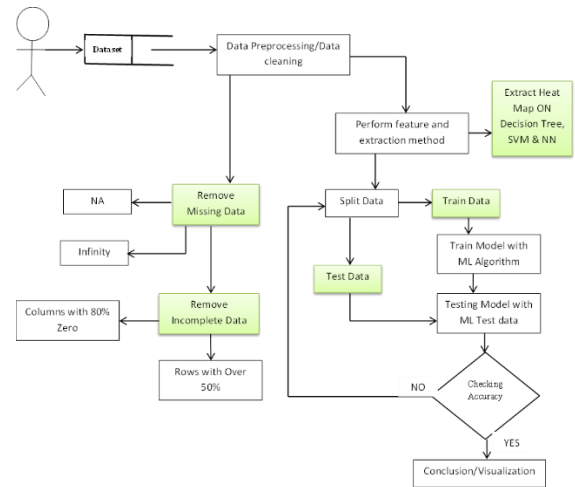 Dataset
Data Preprocessing/Data
cleaning
Extract Heat
Map ON
Decision Tree,
SVM & NN
Perform feature and
extraction method
Remove
Missing Data
NA
Split Data
Train Data
Infinity
Train Model with
ML Algorithm
Test Data
Remove
Incomplete Data
Columns with 80%
Zero
Testing Model with
ML Test data
Rows with Over
50%
NO
Checking
Accuracy
YES
Conclusion/Visualization